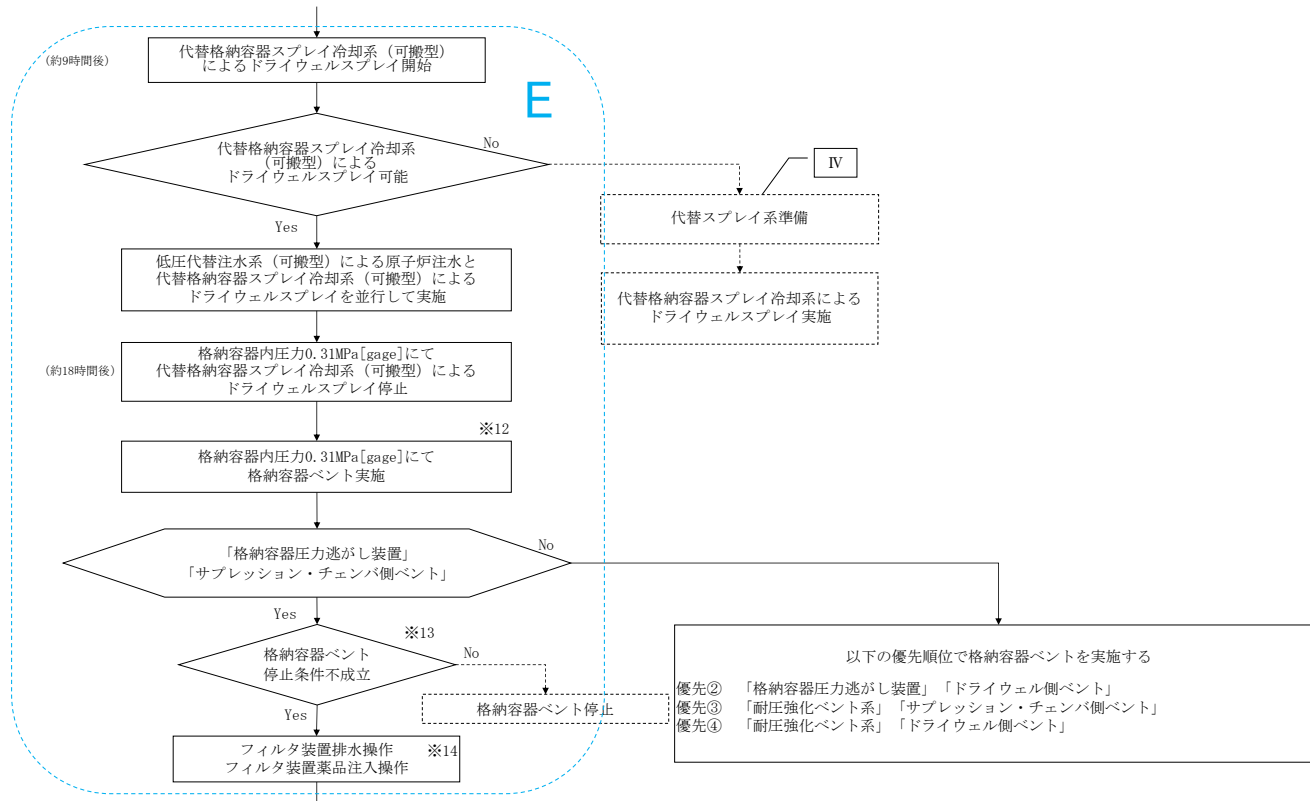 (約9時間後)
代替格納容器スプレイ冷却系（可搬型）
によるドライウェルスプレイ開始
E
代替格納容器スプレイ冷却系
（可搬型）による
ドライウェルスプレイ可能
No
Ⅳ
代替スプレイ系準備
Yes
低圧代替注水系（可搬型）による原子炉注水と
代替格納容器スプレイ冷却系（可搬型）による
ドライウェルスプレイを並行して実施
代替格納容器スプレイ冷却系による
ドライウェルスプレイ実施
(約18時間後)
格納容器内圧力0.31MPa[gage]にて
代替格納容器スプレイ冷却系（可搬型）による
ドライウェルスプレイ停止
※12
格納容器内圧力0.31MPa[gage]にて
格納容器ベント実施
「格納容器圧力逃がし装置」
「サプレッション・チェンバ側ベント」
No
Yes
※13
格納容器ベント
停止条件不成立
No
格納容器ベント停止
Yes
フィルタ装置排水操作
フィルタ装置薬品注入操作
※14
以下の優先順位で格納容器ベントを実施する
優先② 「格納容器圧力逃がし装置」「ドライウェル側ベント」
優先③ 「耐圧強化ベント系」「サプレッション・チェンバ側ベント」
優先④ 「耐圧強化ベント系」「ドライウェル側ベント」